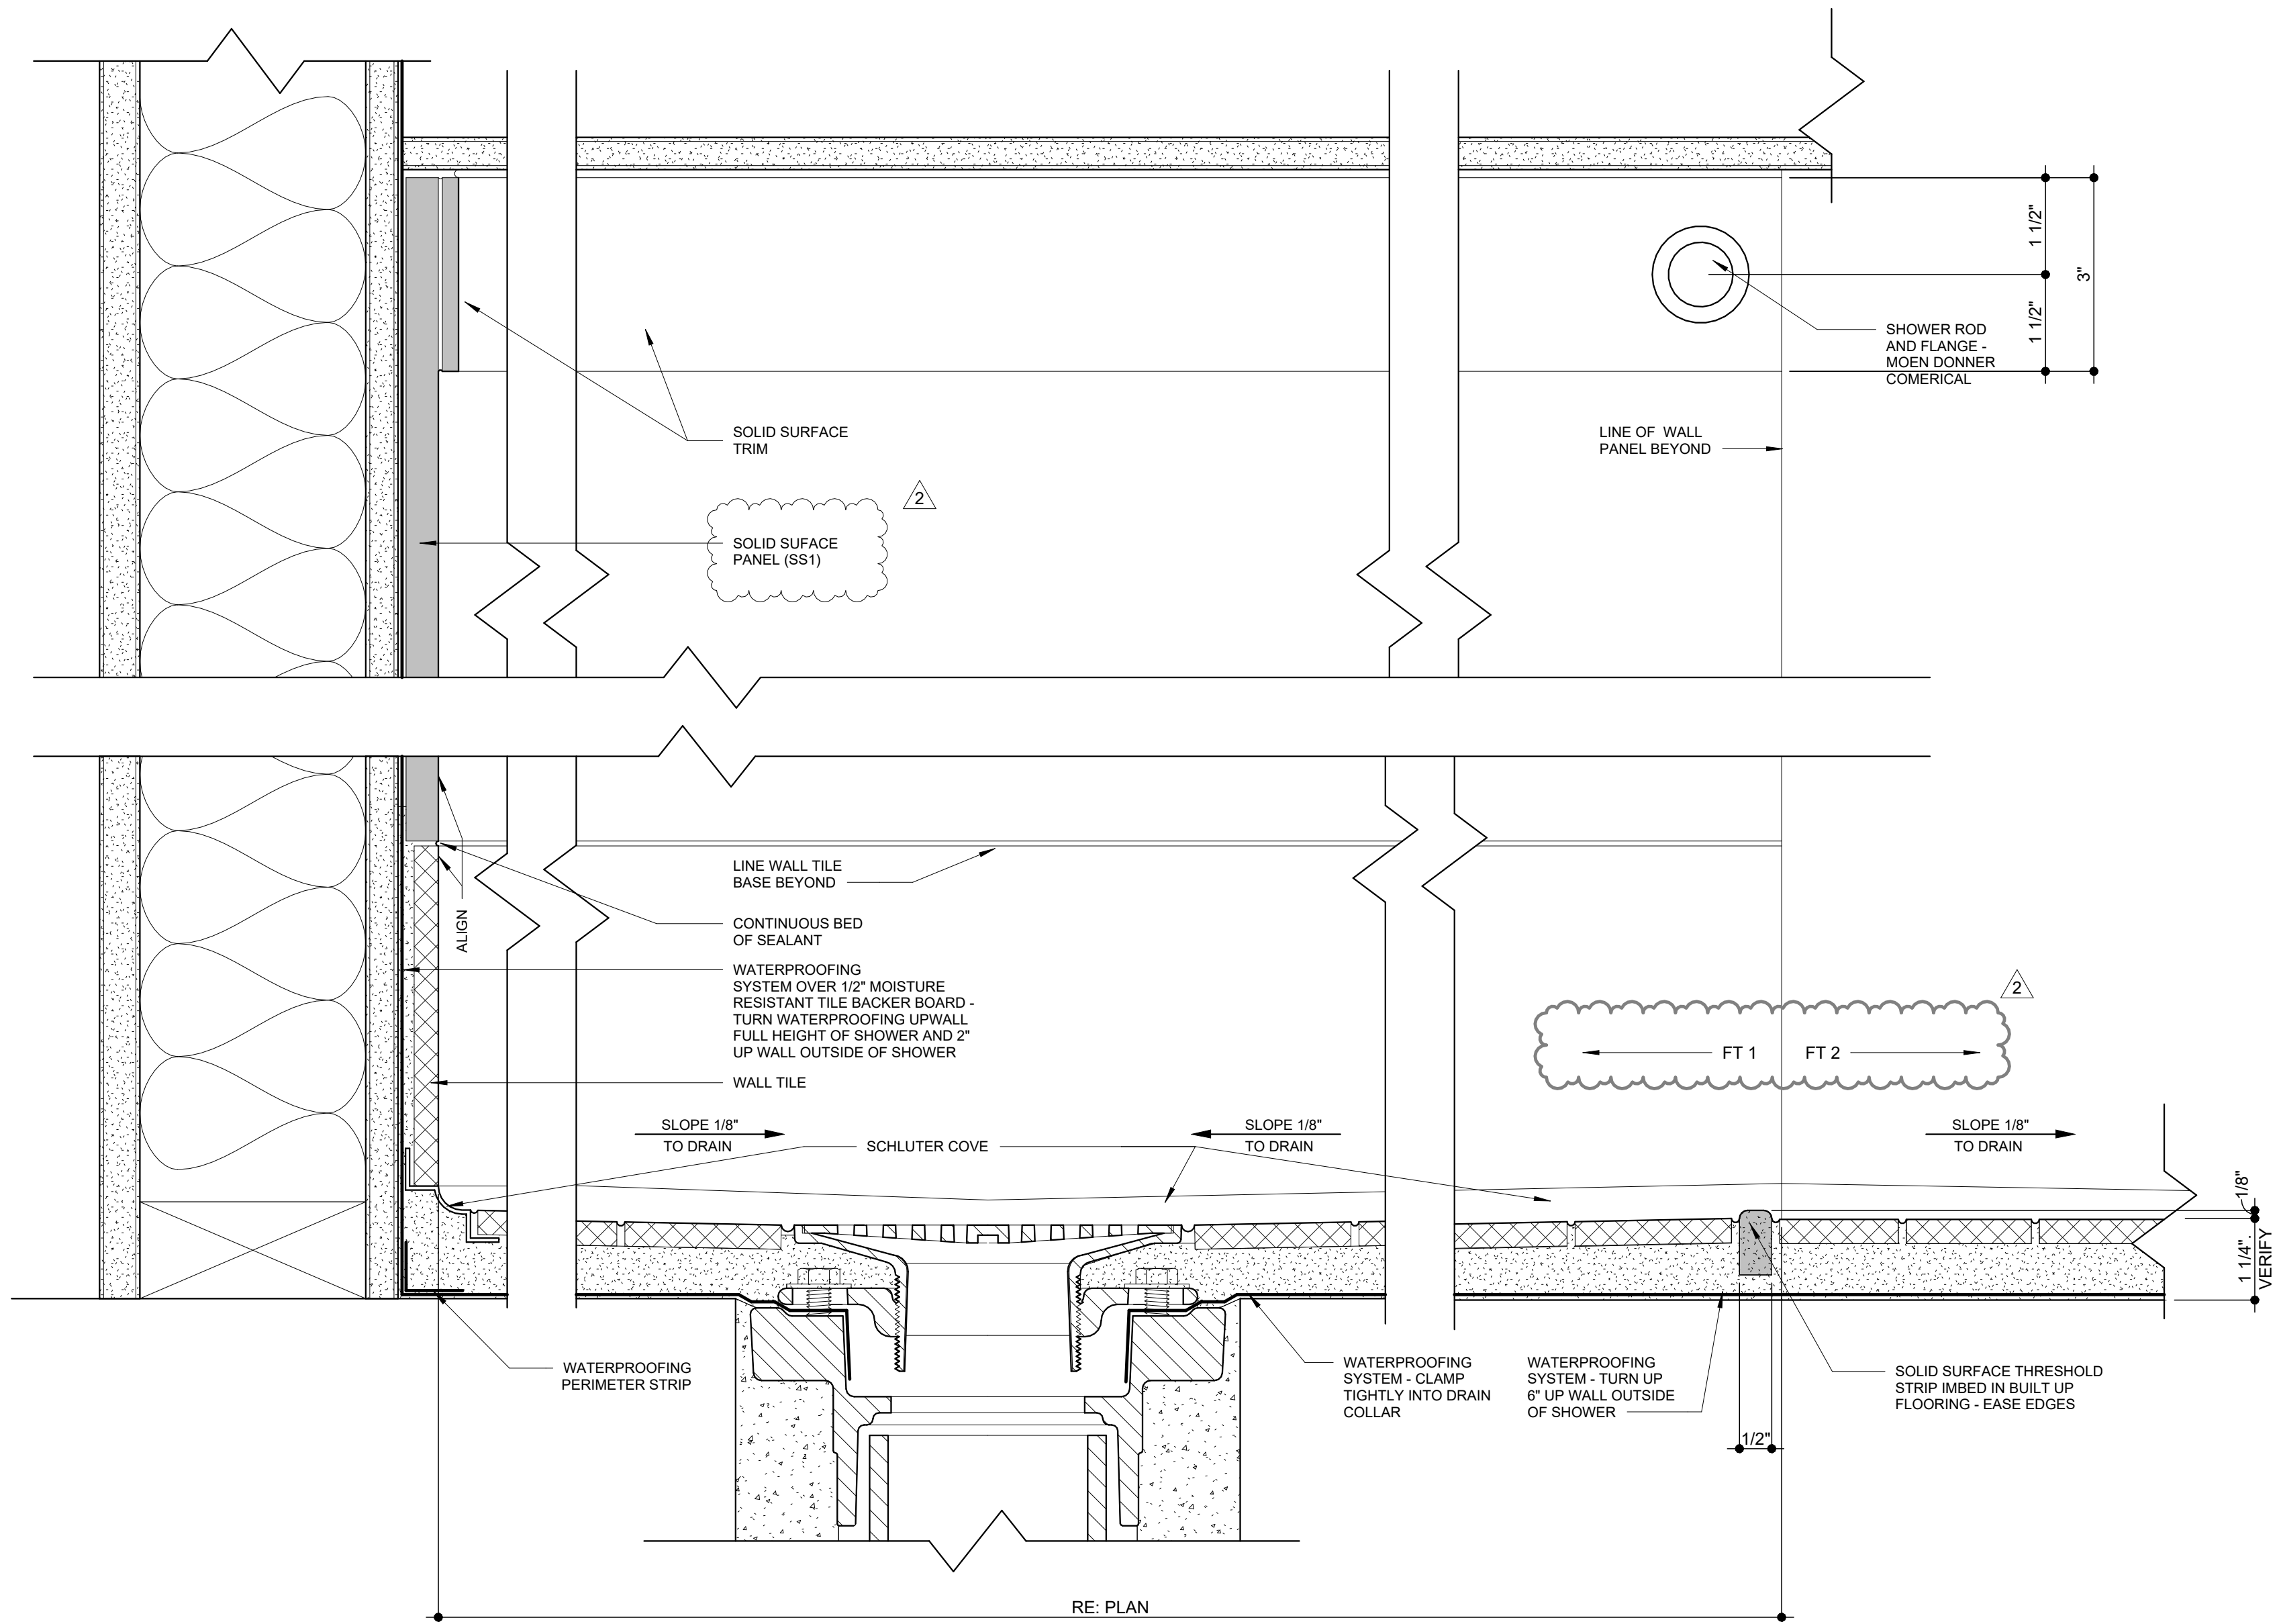 1 1/2"
3"
1 1/2"
SHOWER ROD
AND FLANGE -
MOEN DONNER
COMERICAL
SOLID SURFACE
TRIM
LINE OF WALL
PANEL BEYOND
2
SOLID SUFACE
PANEL (SS1)
LINE WALL TILE
BASE BEYOND
ALIGN
CONTINUOUS BED
OF SEALANT
WATERPROOFING
SYSTEM OVER 1/2" MOISTURE
RESISTANT TILE BACKER BOARD -
TURN WATERPROOFING UPWALL
FULL HEIGHT OF SHOWER AND 2"
UP WALL OUTSIDE OF SHOWER
WALL TILE
2
FT 1 FT 2
SLOPE 1/8"
TO DRAIN
SCHLUTER COVE
SLOPE 1/8"
TO DRAIN
SLOPE 1/8"
TO DRAIN
1/8"
1 1/4"
VERIFY
WATERPROOFING
PERIMETER STRIP
WATERPROOFING
SYSTEM - CLAMP
TIGHTLY INTO DRAIN
COLLAR
WATERPROOFING
SYSTEM - TURN UP
6" UP WALL OUTSIDE
OF SHOWER
SOLID SURFACE THRESHOLD
STRIP IMBED IN BUILT UP
FLOORING - EASE EDGES
1/2"
RE: PLAN